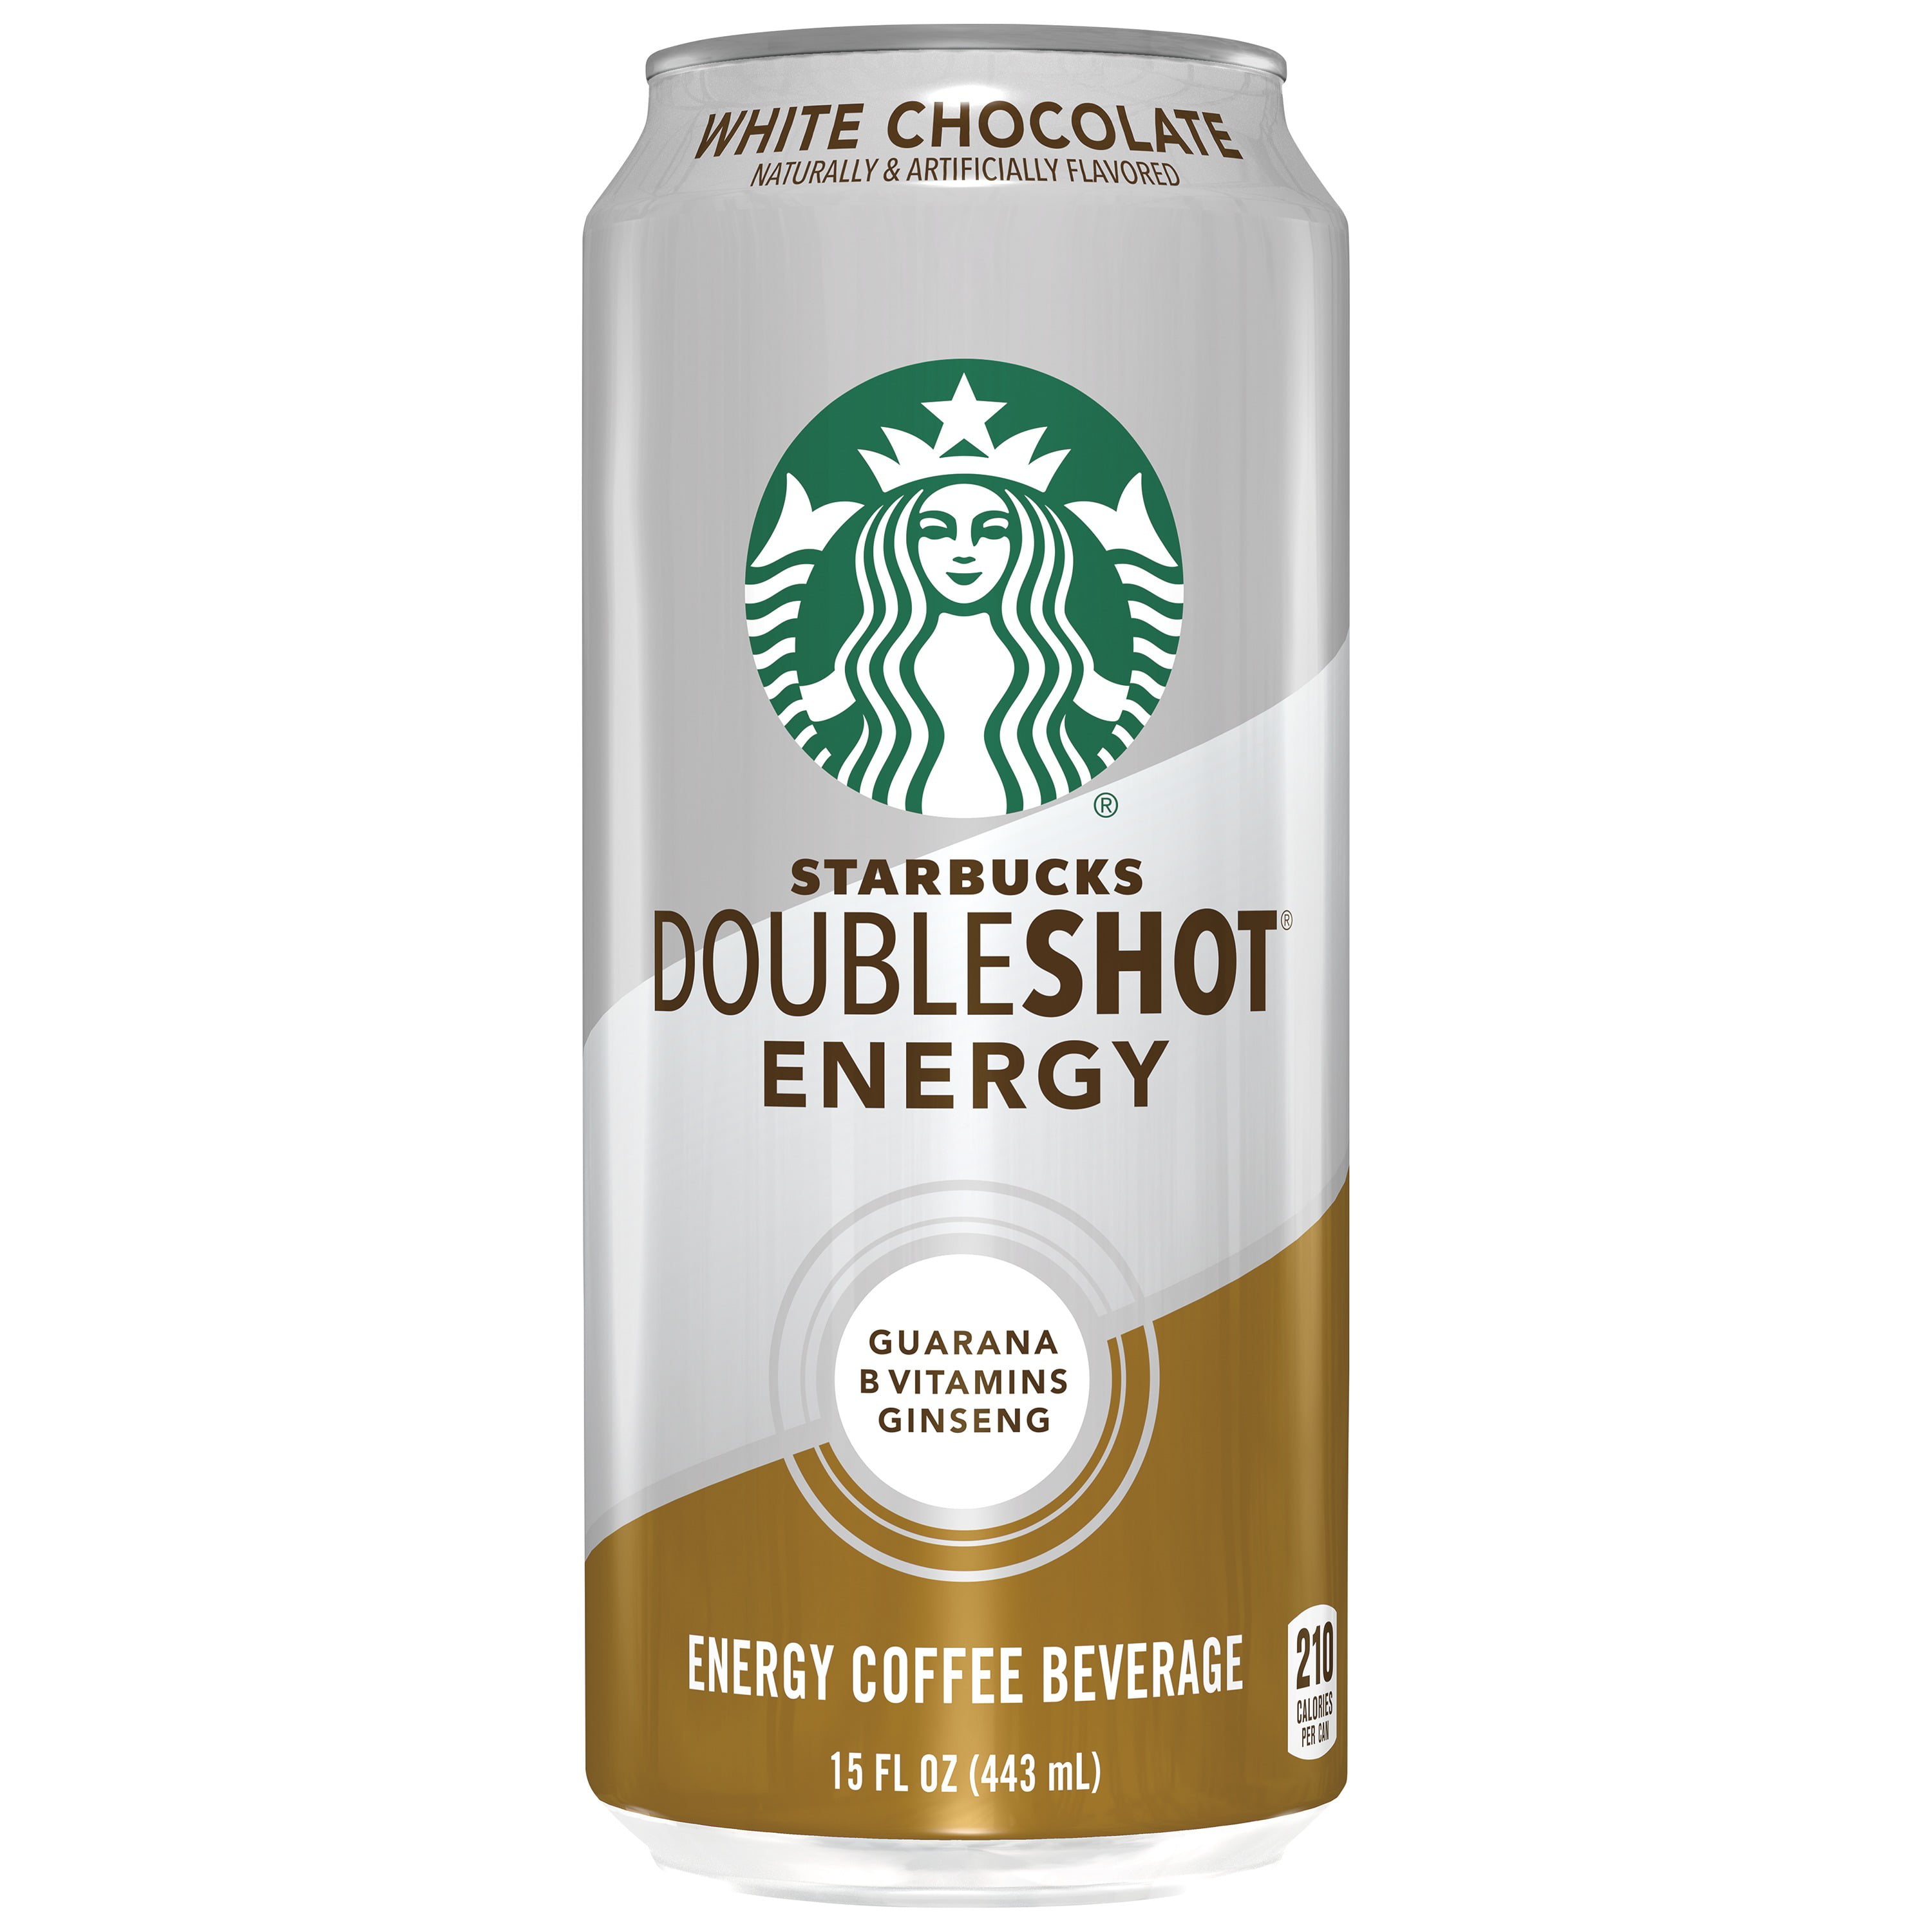 WHITE CHOCOLATE
NATURALLY & ARTIFICIALLY FLAVORED
®
STARBUCKS
DOUBLESHOT®
ENERGY
GUARANA
B VITAMINS
GINSENG
ENERGY COFFEE BEVERAGE
210
CALORIES
PER CAN
15 FL OZ (443 mL)